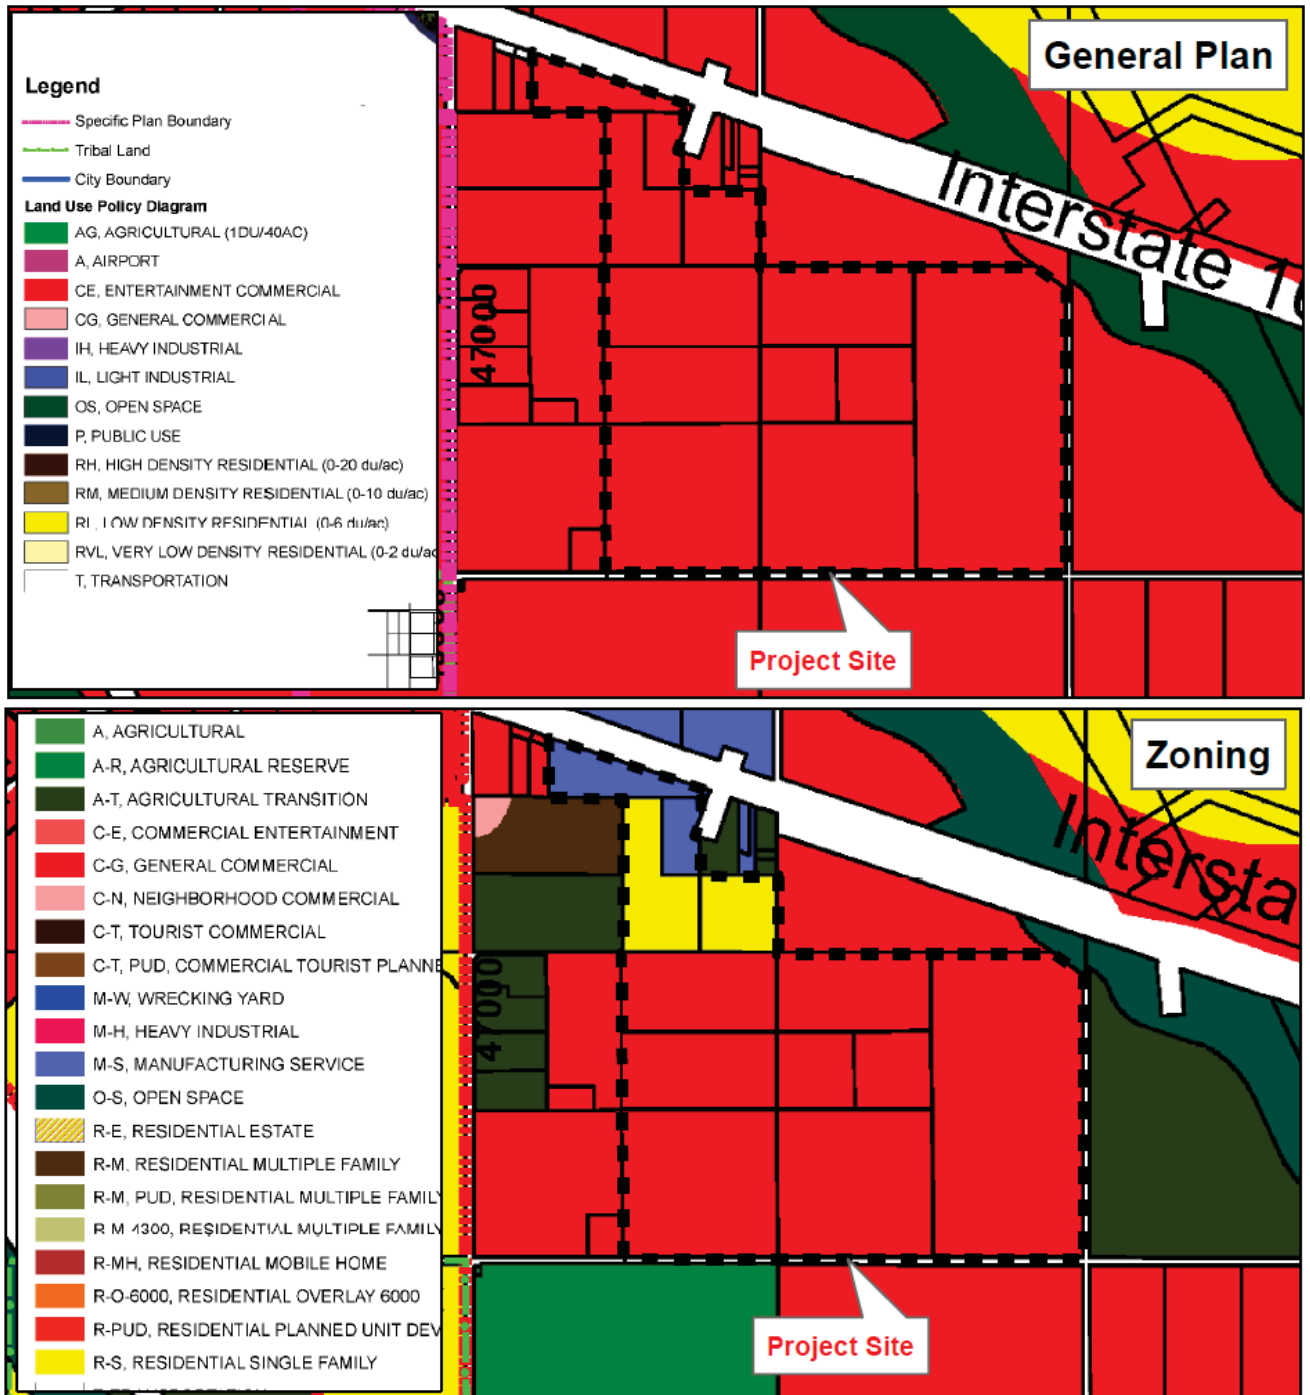 General Plan
Legend
Specific Plan Boundary
Tribal Land
City Boundary
Land Use Policy Diagram
AG, AGRICULTURAL (1DU/40AC)
A, AIRPORT
CE, ENTERTAINMENT COMMERCIAL
CG, GENERAL COMMERCIAL
IH, HEAVY INDUSTRIAL
IL, LIGHT INDUSTRIAL
OS, OPEN SPACE
P, PUBLIC USE
RH, HIGH DENSITY RESIDENTIAL (0-20 du/ac)
RM, MEDIUM DENSITY RESIDENTIAL (0-10 du/ac)
RL, LOW DENSITY RESIDENTIAL (0-6 du/ac)
RVL, VERY LOW DENSITY RESIDENTIAL (0-2 du/ac
T, TRANSPORTATION
Interstate 10
47000
Project Site
Zoning
A, AGRICULTURAL
A-R, AGRICULTURAL RESERVE
A-T, AGRICULTURAL TRANSITION
C-E, COMMERCIAL ENTERTAINMENT
C-G, GENERAL COMMERCIAL
C-N, NEIGHBORHOOD COMMERCIAL
C-T, TOURIST COMMERCIAL
C-T, PUD, COMMERCIAL TOURIST PLANNE
M-W, WRECKING YARD
M-H, HEAVY INDUSTRIAL
M-S, MANUFACTURING SERVICE
O-S, OPEN SPACE
R-E, RESIDENTIAL ESTATE
R-M, RESIDENTIAL MULTIPLE FAMILY
R-M, PUD, RESIDENTIAL MULTIPLE FAMILY
R-M-4300, RESIDENTIAL MULTIPLE FAMILY
R-MH, RESIDENTIAL MOBILE HOME
R-O-6000, RESIDENTIAL OVERLAY 6000
R-PUD, RESIDENTIAL PLANNED UNIT DEV
R-S, RESIDENTIAL SINGLE FAMILY
Intersta
47000
Project Site